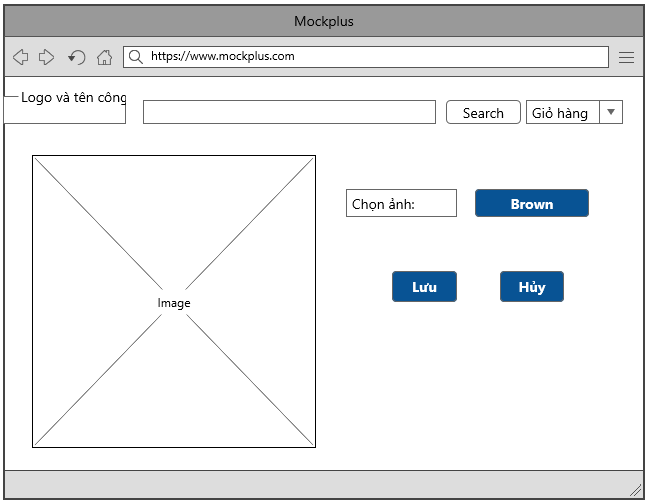 Mockplus
https://www.mockplus.com
Logo và tên công
Search
Giỏ hàng
Chọn ảnh:
Brown
Image
Lưu
Hủy